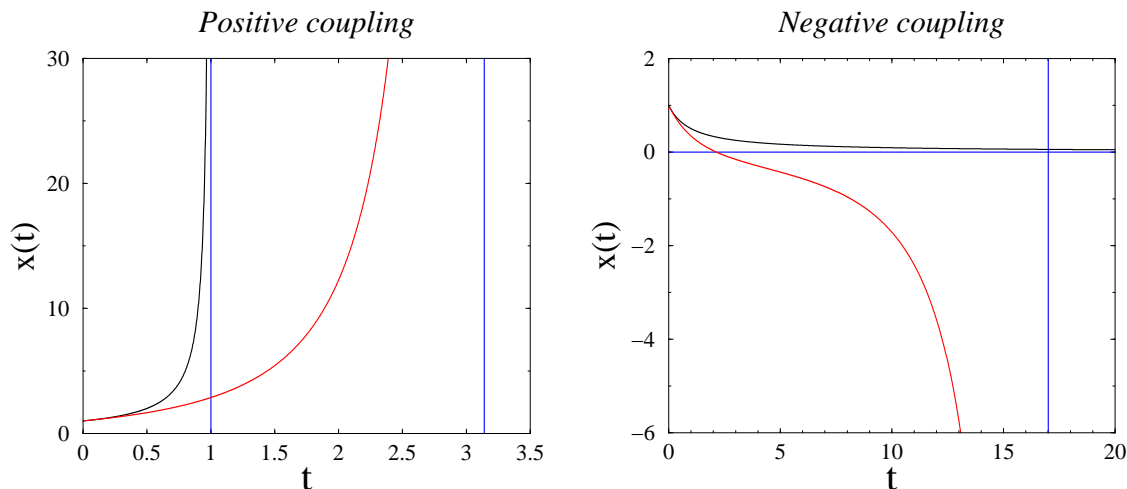 Positive coupling
30
20
10
0
x(t)
0 0.5 1 1.5 2 2.5 3 3.5
t
Negative coupling
2
0
−2
−4
−6
x(t)
0 5 10 15 20
t